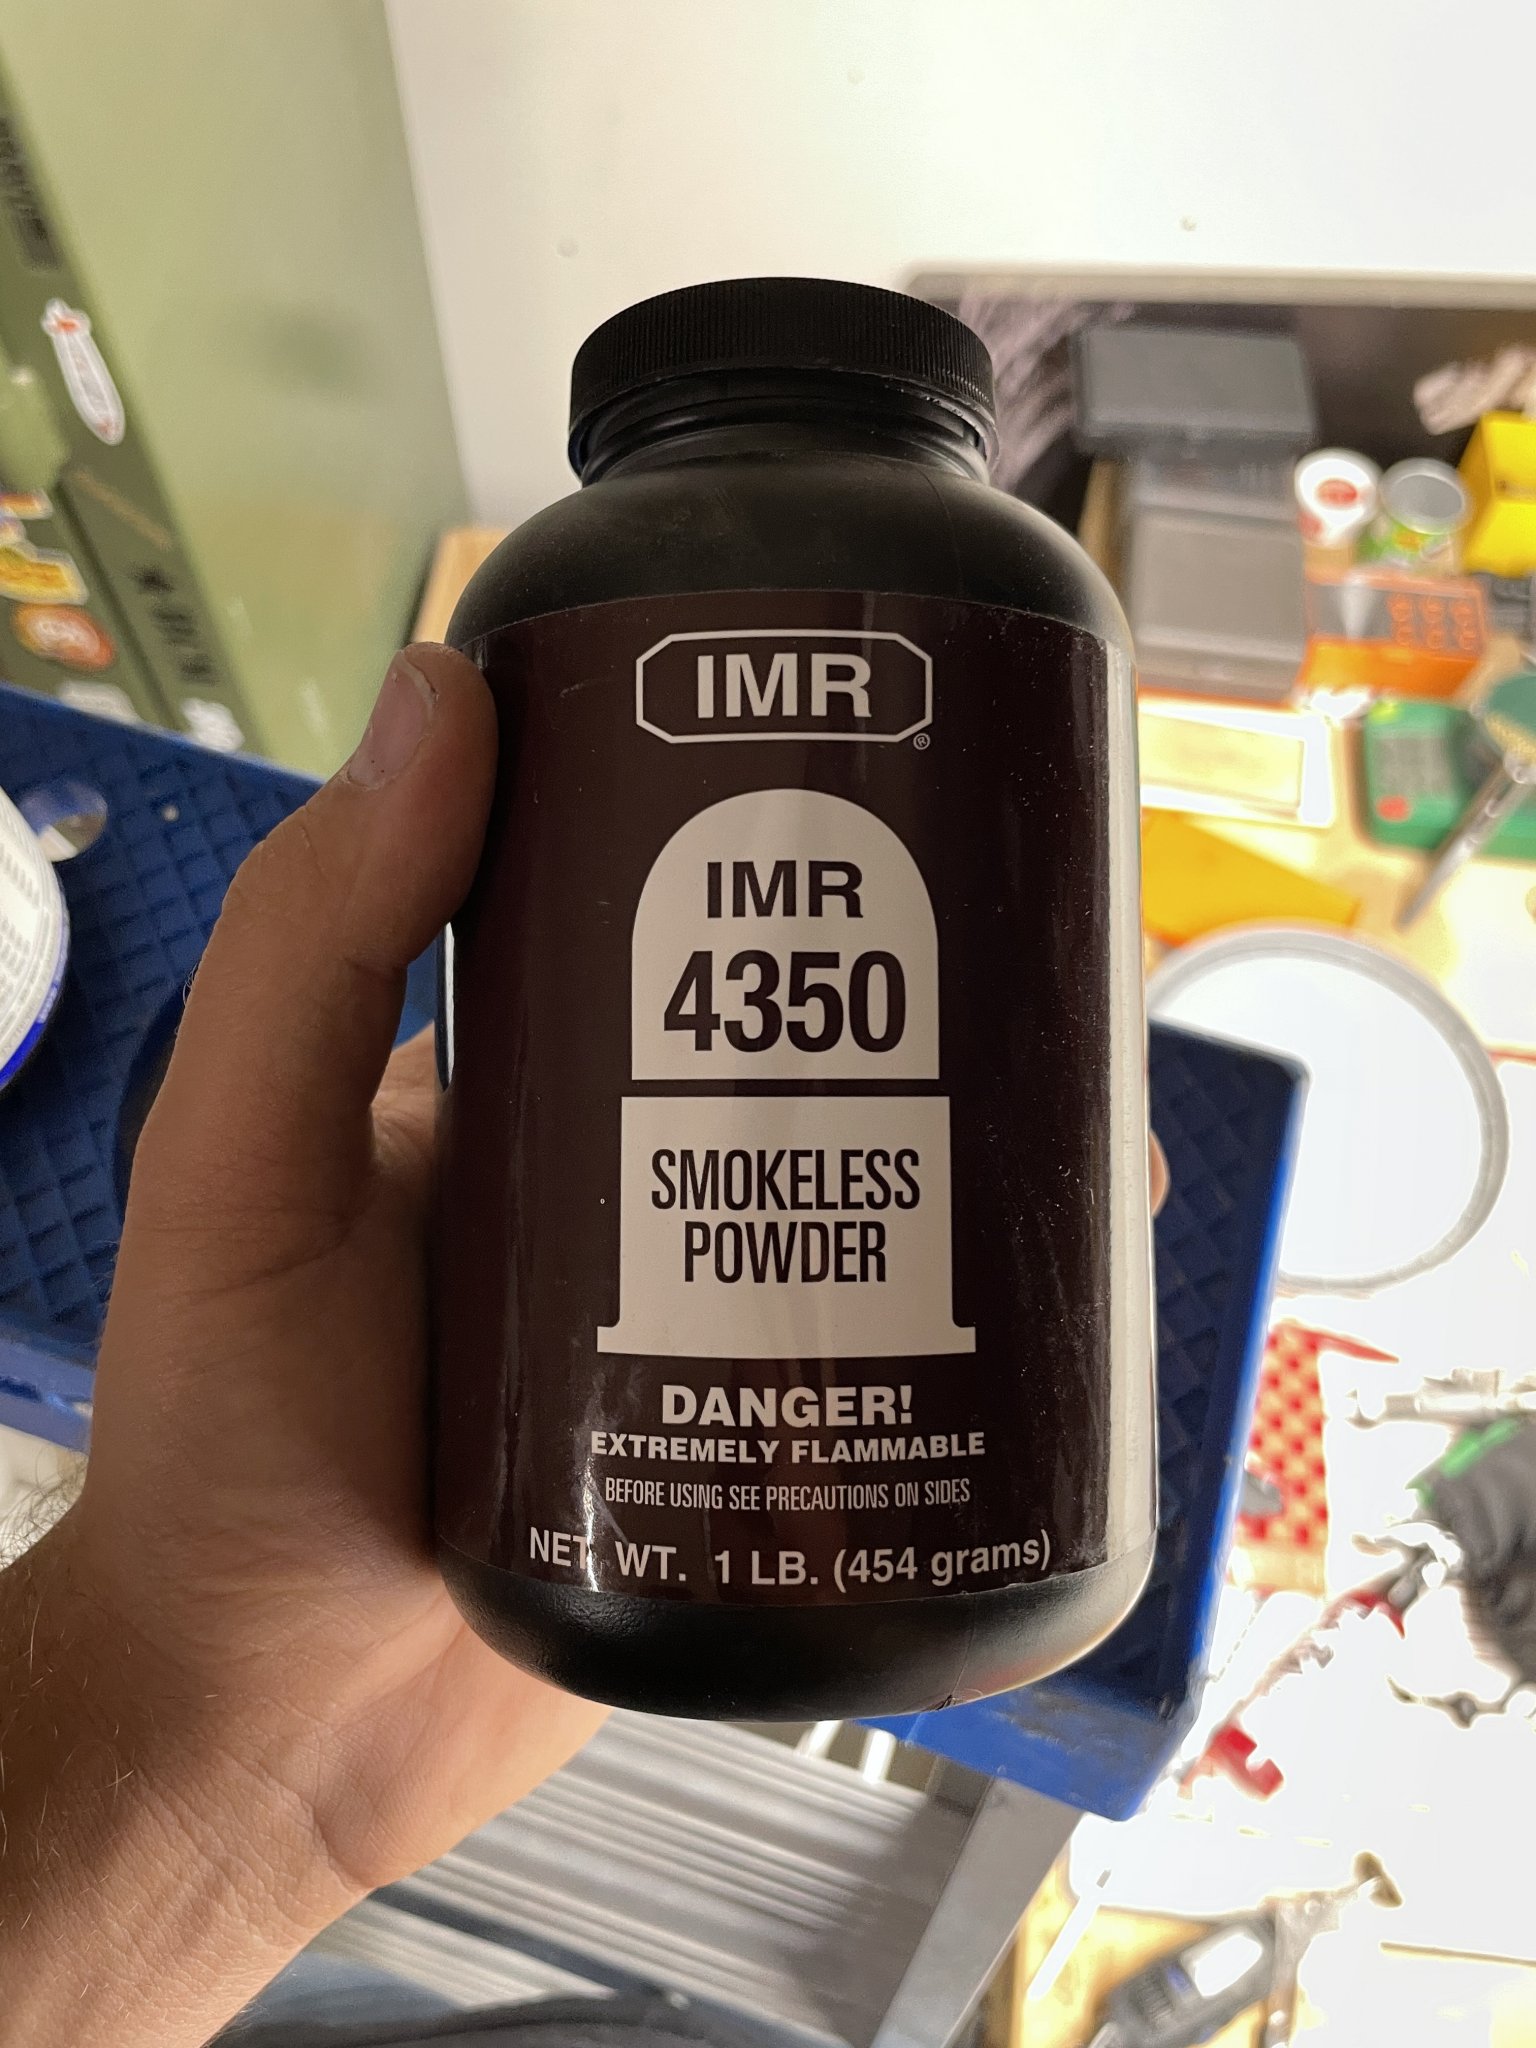 IMR
®
IMR
4350
SMOKELESS
POWDER
DANGER!
EXTREMELY FLAMMABLE
BEFORE USING SEE PRECAUTIONS ON SIDES
NET WT. 1 LB. (454 grams)